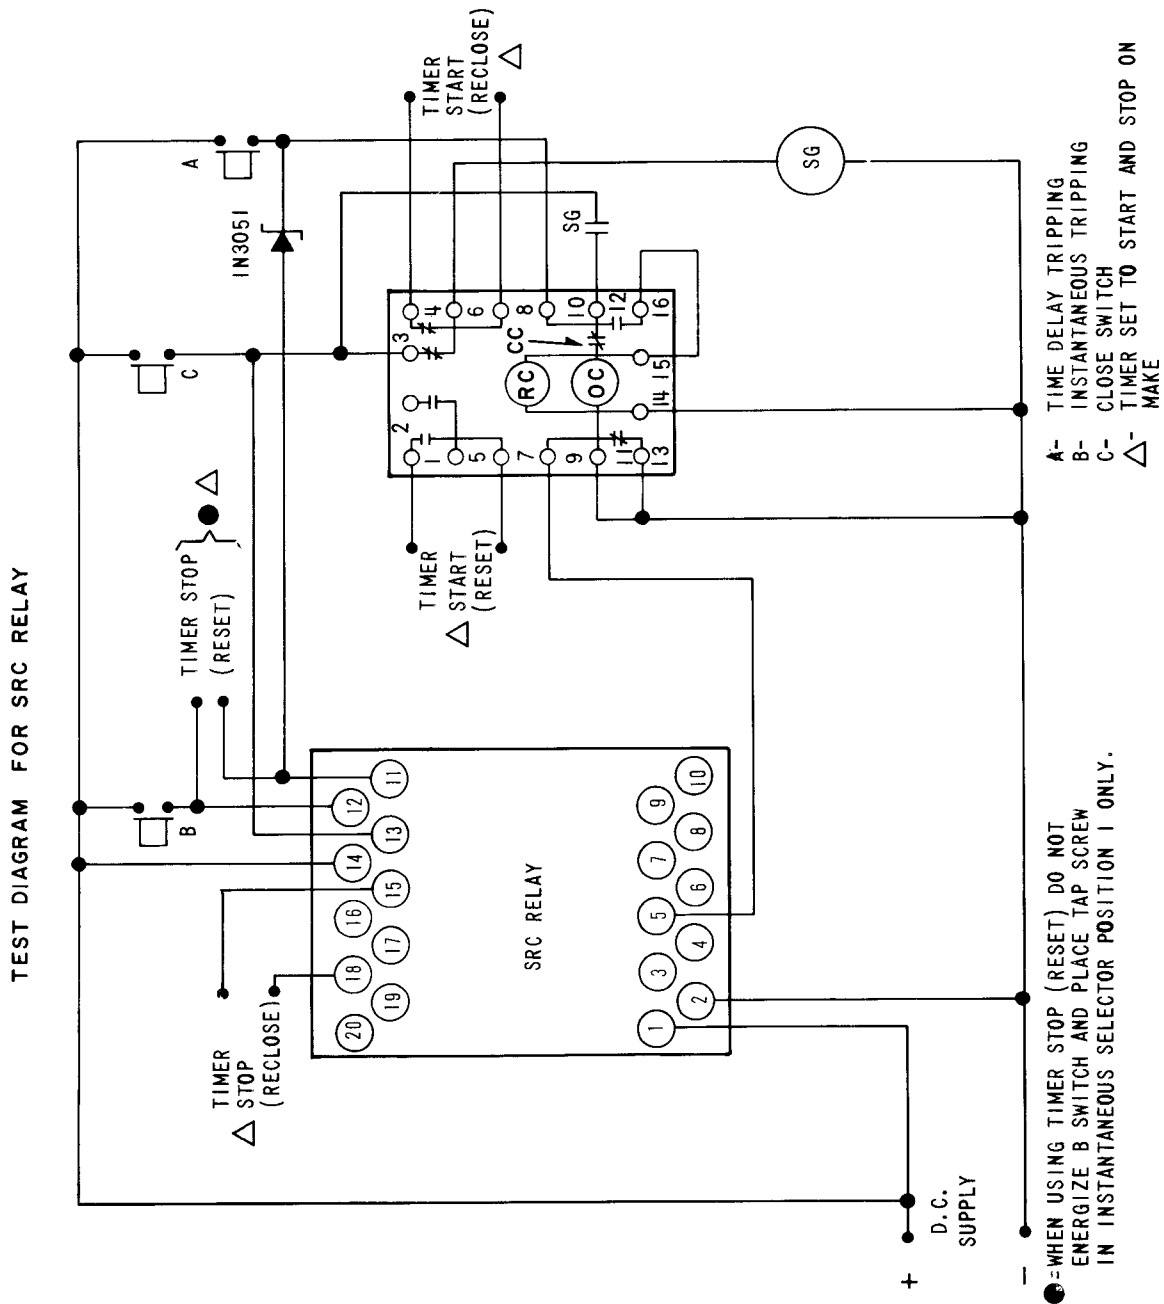 TEST DIAGRAM FOR SRC RELAY
B
C
A
TIMER STOP
(RESET)
1N3051
TIMER
STOP
(RECLOSE)
TIMER
START
(RECLOSE)
TIMER
START
(RESET)
20
19
18
17
16
15
14
13
12
11
SRC RELAY
1
2
3
4
5
6
7
8
9
10
1
2
3
4
5
6
7
8
9
10
11
12
13
14
15
16
RC
CC
OC
SG
SG
+
D.C.
SUPPLY
-
=WHEN USING TIMER STOP (RESET) DO NOT
ENERGIZE B SWITCH AND PLACE TAP SCREW
IN INSTANTANEOUS SELECTOR POSITION 1 ONLY.
A- TIME DELAY TRIPPING
B- INSTANTANEOUS TRIPPING
C- CLOSE SWITCH
△- TIMER SET TO START AND STOP ON
MAKE